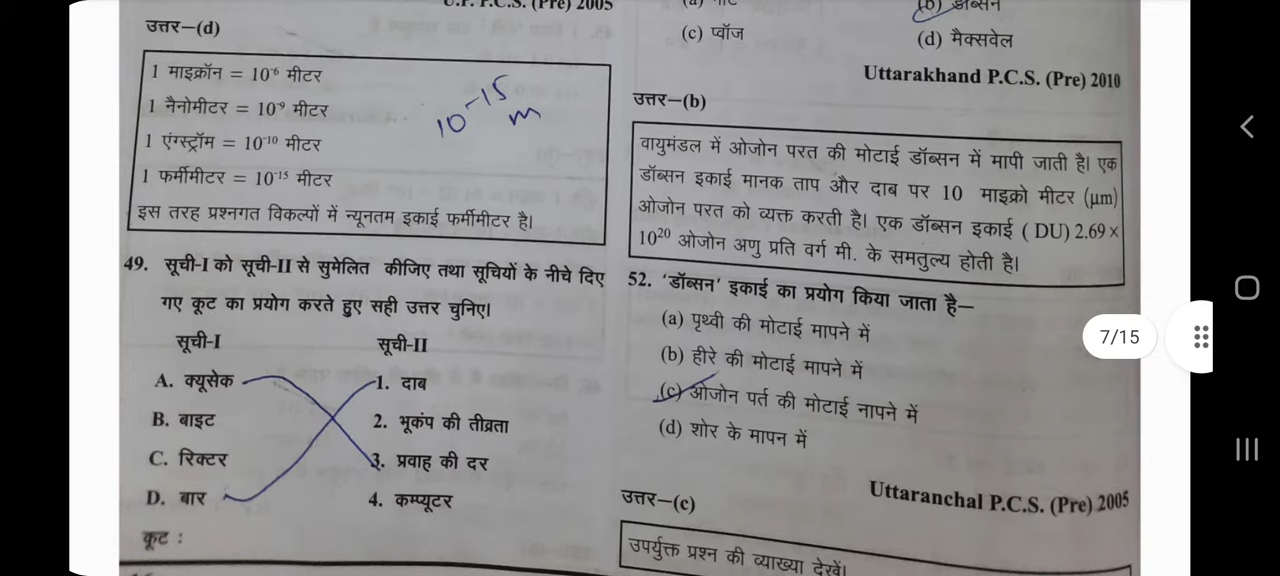 U.P. P.C.S. (Pre) 2005
उत्तर–(d)
1 माइक्रॉन = 10⁻⁶ मीटर
1 नैनोमीटर = 10⁻⁹ मीटर
1 एंग्स्ट्रॉम = 10⁻¹⁰ मीटर
1 फर्मीमीटर = 10⁻¹⁵ मीटर
इस तरह प्रश्नगत विकल्पों में न्यूनतम इकाई फर्मीमीटर है।
10⁻¹⁵ m
49. सूची-I को सूची-II से सुमेलित कीजिए तथा सूचियों के नीचे दिए
गए कूट का प्रयोग करते हुए सही उत्तर चुनिए।
सूची-I सूची-II
A. क्यूसेक 1. दाब
B. बाइट 2. भूकंप की तीव्रता
C. रिक्टर 3. प्रवाह की दर
D. बार 4. कम्प्यूटर
कूट :
(b) डॉब्सन
(c) प्वॉज (d) मैक्सवेल
Uttarakhand P.C.S. (Pre) 2010
उत्तर–(b)
वायुमंडल में ओजोन परत की मोटाई डॉब्सन में मापी जाती है। एक
डॉब्सन इकाई मानक ताप और दाब पर 10 माइक्रो मीटर (μm)
ओजोन परत को व्यक्त करती है। एक डॉब्सन इकाई ( DU) 2.69 ×
10²⁰ ओजोन अणु प्रति वर्ग मी. के समतुल्य होती है।
52. 'डॉब्सन' इकाई का प्रयोग किया जाता है–
(a) पृथ्वी की मोटाई मापने में
(b) हीरे की मोटाई मापने में
(c) ओजोन पर्त की मोटाई नापने में
(d) शोर के मापन में
Uttaranchal P.C.S. (Pre) 2005
उत्तर–(c)
उपर्युक्त प्रश्न की व्याख्या देखें।
7/15